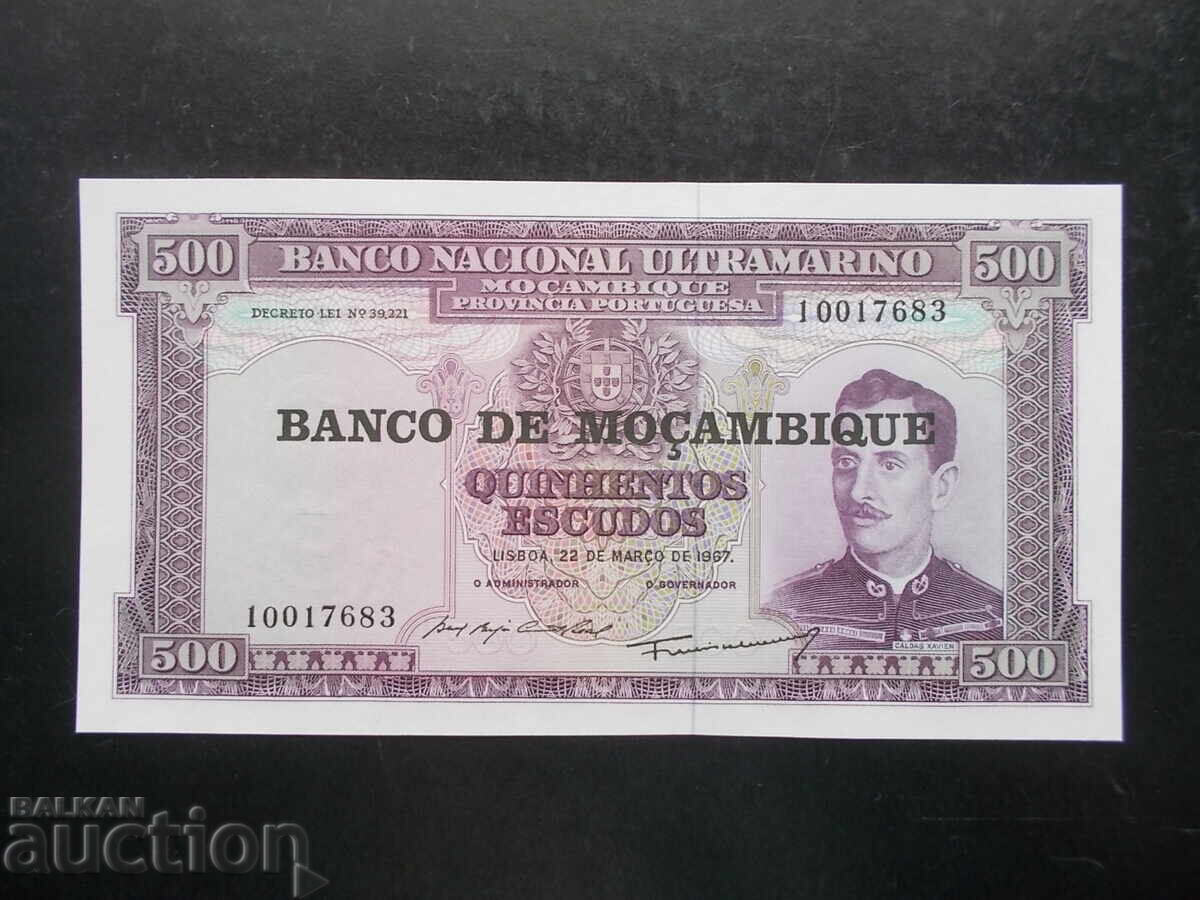 500 BANCO NACIONAL ULTRAMARINO 500
MOÇAMBIQUE
PROVINCIA PORTUGUESA
DECRETO-LEI Nº 39,221
10017683
BANCO DE MOÇAMBIQUE
QUINHENTOS
ESCUDOS
LISBOA, 22 DE MARÇO DE 1967.
O ADMINISTRADOR O GOVERNADOR
10017683
CALDAS XAVIER
500 500
BALKAN
auction